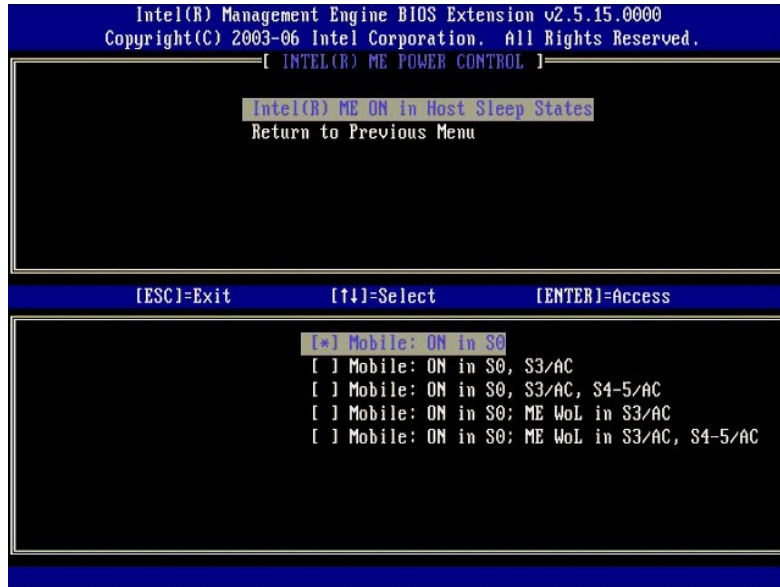 Intel(R) Management Engine BIOS Extension v2.5.15.0000
Copyright(C) 2003-06 Intel Corporation. All Rights Reserved.
[ INTEL(R) ME POWER CONTROL ]
Intel(R) ME ON in Host Sleep States
Return to Previous Menu
[ESC]=Exit [↑↓]=Select [ENTER]=Access
[*] Mobile: ON in S0
[ ] Mobile: ON in S0, S3/AC
[ ] Mobile: ON in S0, S3/AC, S4-5/AC
[ ] Mobile: ON in S0; ME WoL in S3/AC
[ ] Mobile: ON in S0; ME WoL in S3/AC, S4-5/AC